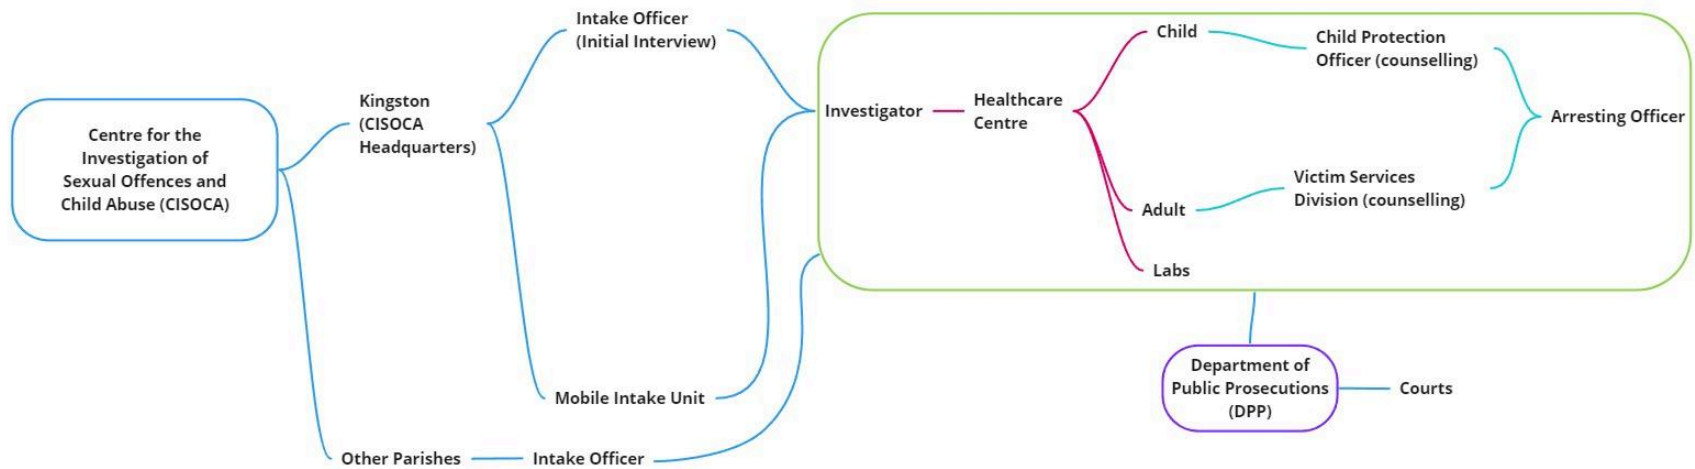 Centre for the
Investigation of
Sexual Offences and
Child Abuse (CISOCA)
Kingston
(CISOCA
Headquarters)
Intake Officer
(Initial Interview)
Mobile Intake Unit
Other Parishes
Intake Officer
Investigator
Healthcare
Centre
Child
Child Protection
Officer (counselling)
Adult
Victim Services
Division (counselling)
Labs
Arresting Officer
Department of
Public Prosecutions
(DPP)
Courts